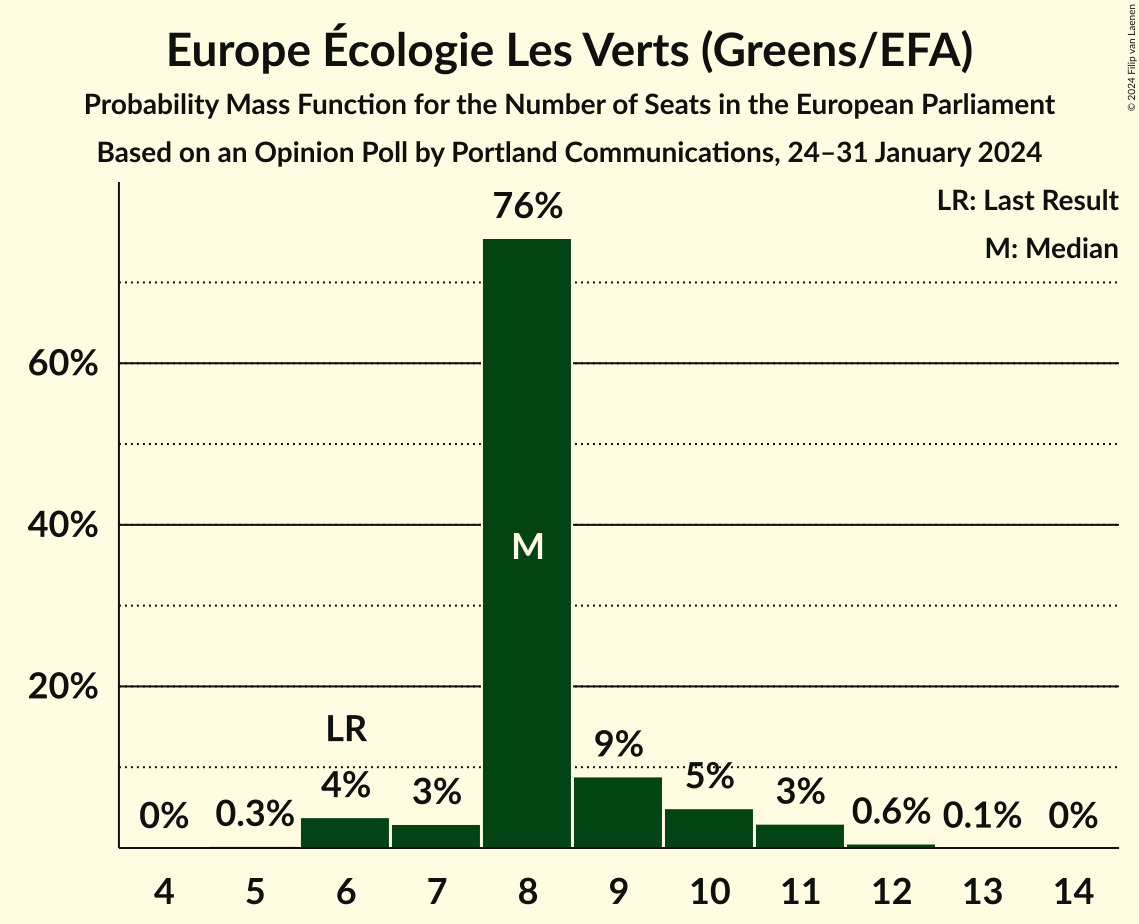 Europe Écologie Les Verts (Greens/EFA)
Probability Mass Function for the Number of Seats in the European Parliament
Based on an Opinion Poll by Portland Communications, 24–31 January 2024
© 2024 Filip van Laenen
LR: Last Result
M: Median
76%
60%
40%
M
20%
LR
9%
4%
3%
5%
3%
0%
0.3%
0.6%
0.1%
0%
4 5 6 7 8 9 10 11 12 13 14